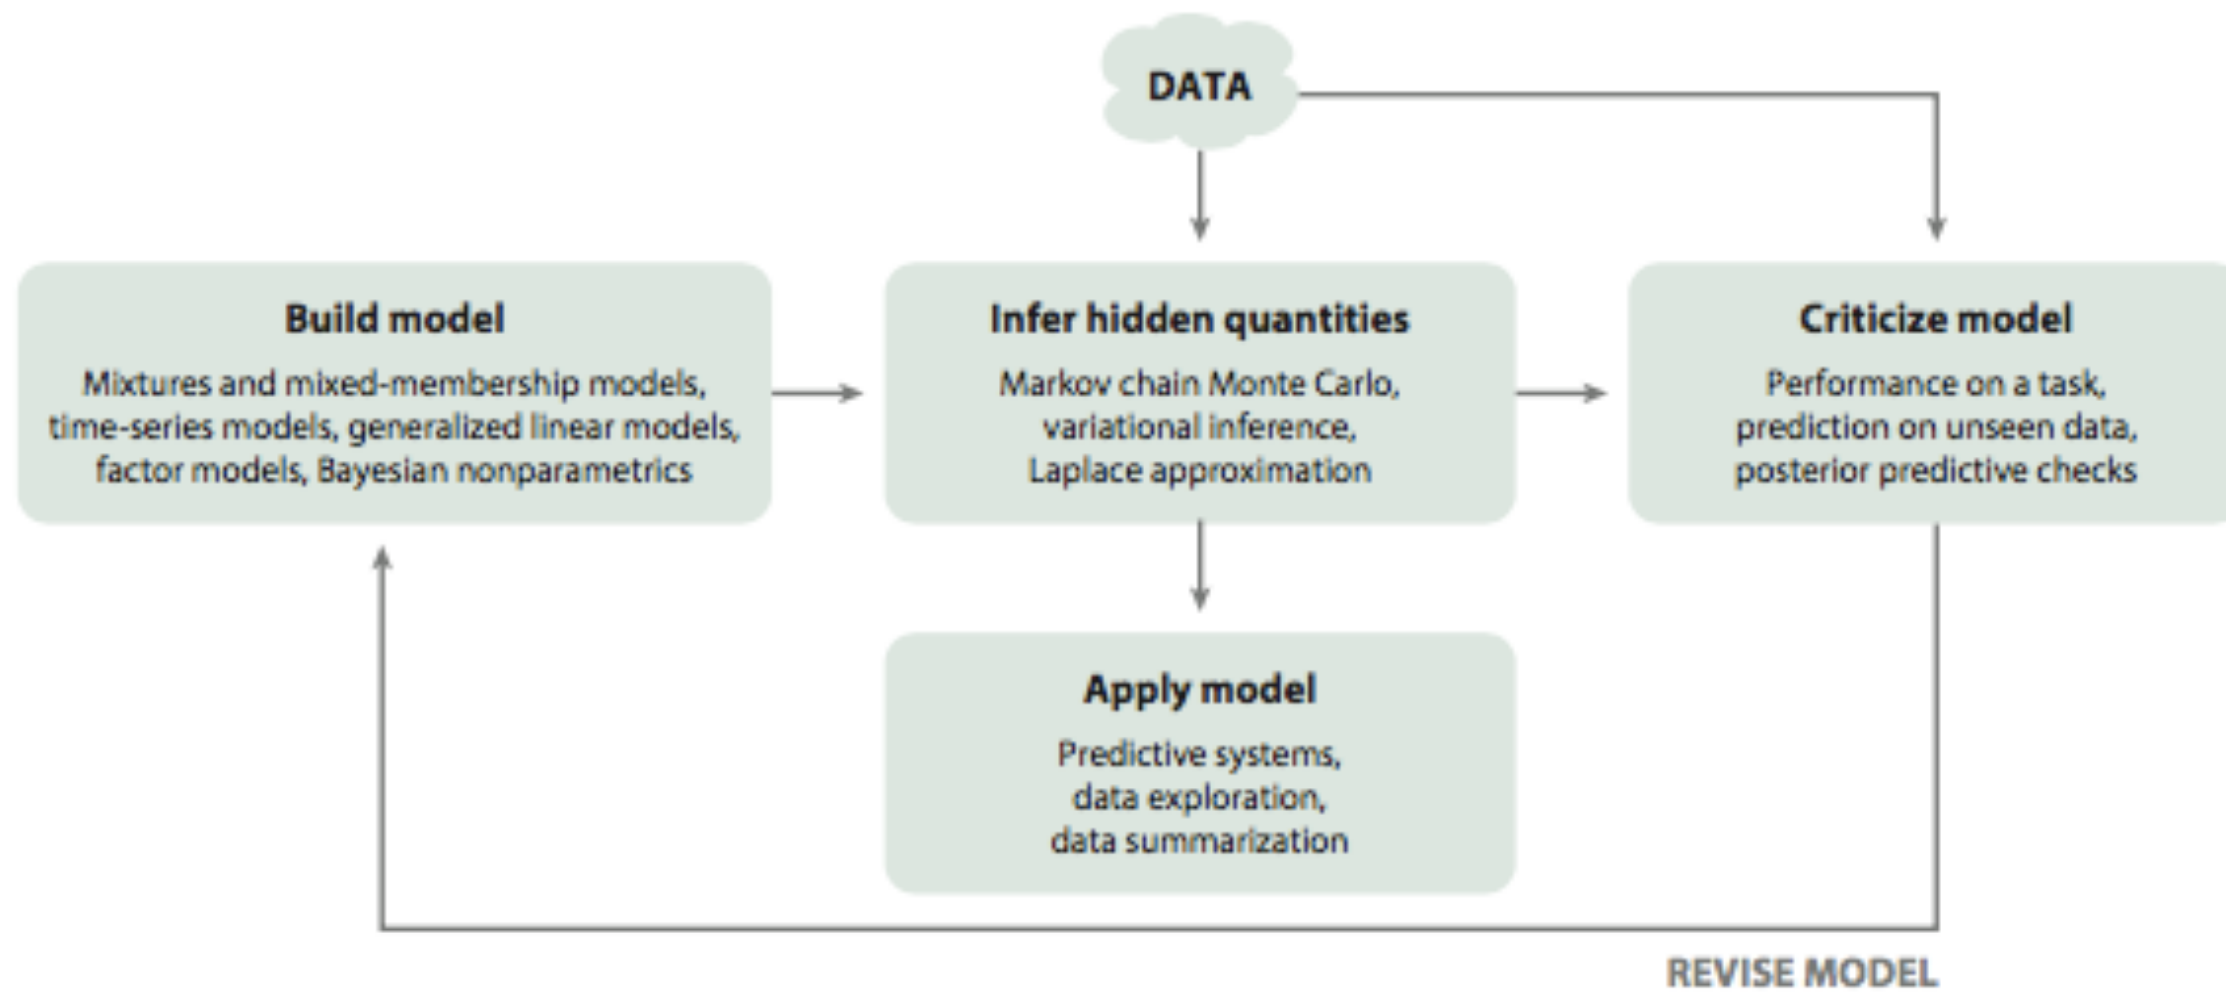 DATA
Build model
Mixtures and mixed-membership models,
time-series models, generalized linear models,
factor models, Bayesian nonparametrics
Infer hidden quantities
Markov chain Monte Carlo,
variational inference,
Laplace approximation
Criticize model
Performance on a task,
prediction on unseen data,
posterior predictive checks
Apply model
Predictive systems,
data exploration,
data summarization
REVISE MODEL